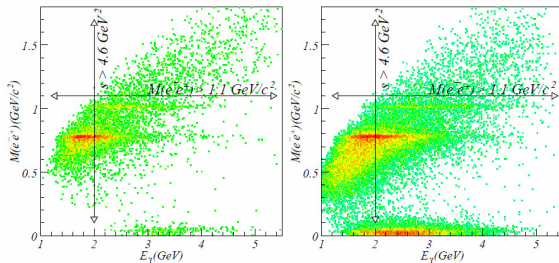 1.5
1
0.5
0
M(e⁻e⁺)(GeV/c²)
s > 4.6 GeV²
M(e⁻e⁺) > 1.1 GeV/c²
1 2 3 4 5
Eγ(GeV)
1.5
1
0.5
0
M(e⁻e⁺)(GeV/c²)
s > 4.6 GeV²
M(e⁻e⁺) > 1.1 GeV/c²
1 2 3 4 5
Eγ(GeV)